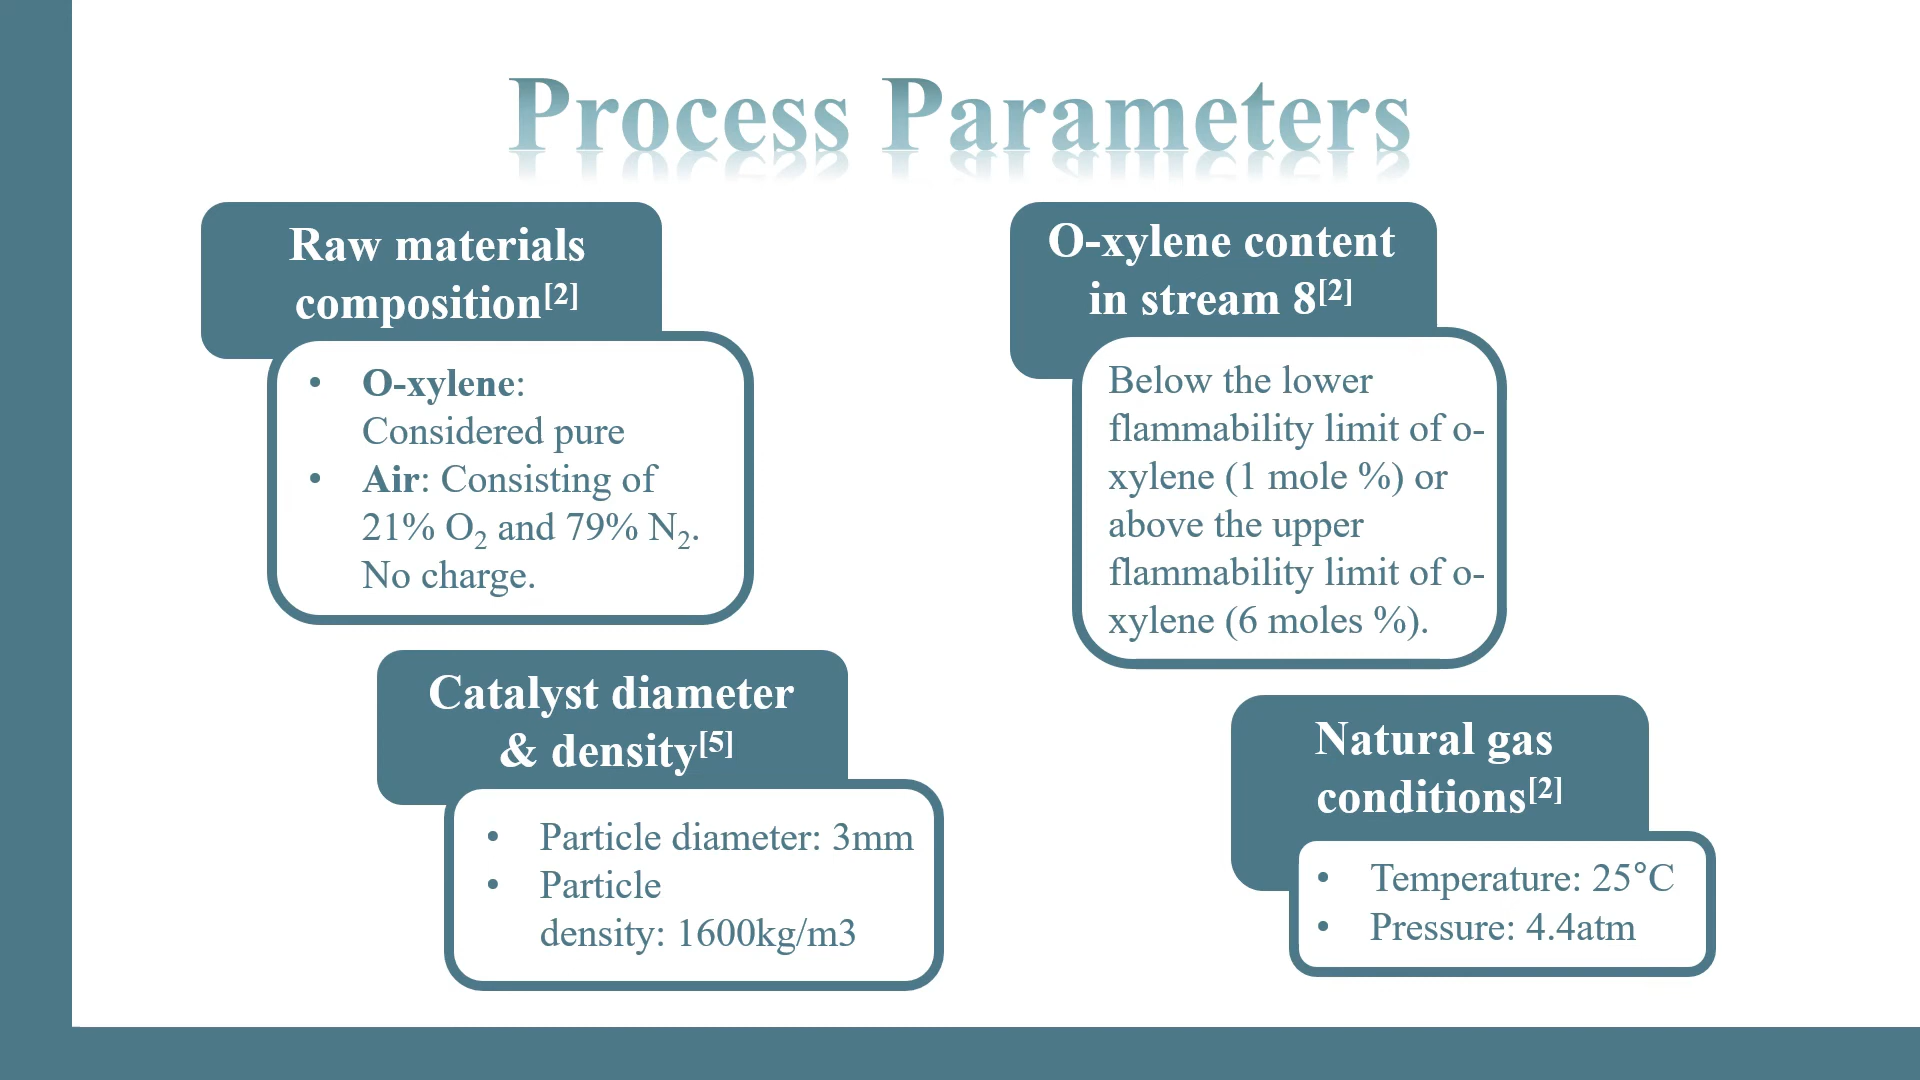 Process Parameters
Raw materials
composition[2]
• O-xylene:
Considered pure
• Air: Consisting of
21% O₂ and 79% N₂.
No charge.
O-xylene content
in stream 8[2]
Below the lower
flammability limit of o-
xylene (1 mole %) or
above the upper
flammability limit of o-
xylene (6 moles %).
Catalyst diameter
& density[5]
• Particle diameter: 3mm
• Particle
density: 1600kg/m3
Natural gas
conditions[2]
• Temperature: 25°C
• Pressure: 4.4atm